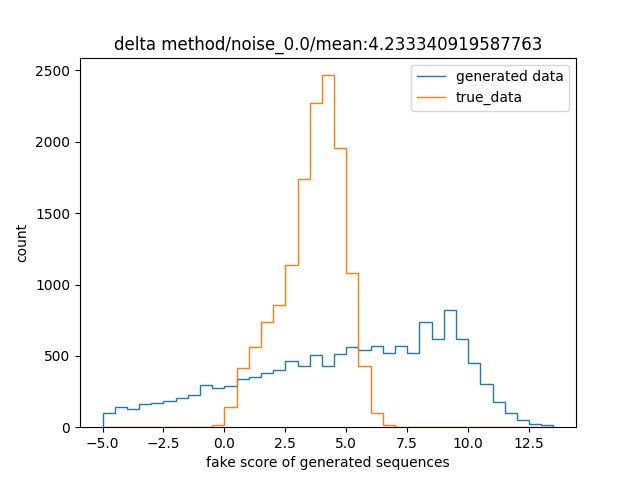 delta method/noise_0.0/mean:4.233340919587763
generated data
true_data
2500
2000
1500
1000
500
0
count
−5.0 −2.5 0.0 2.5 5.0 7.5 10.0 12.5
fake score of generated sequences